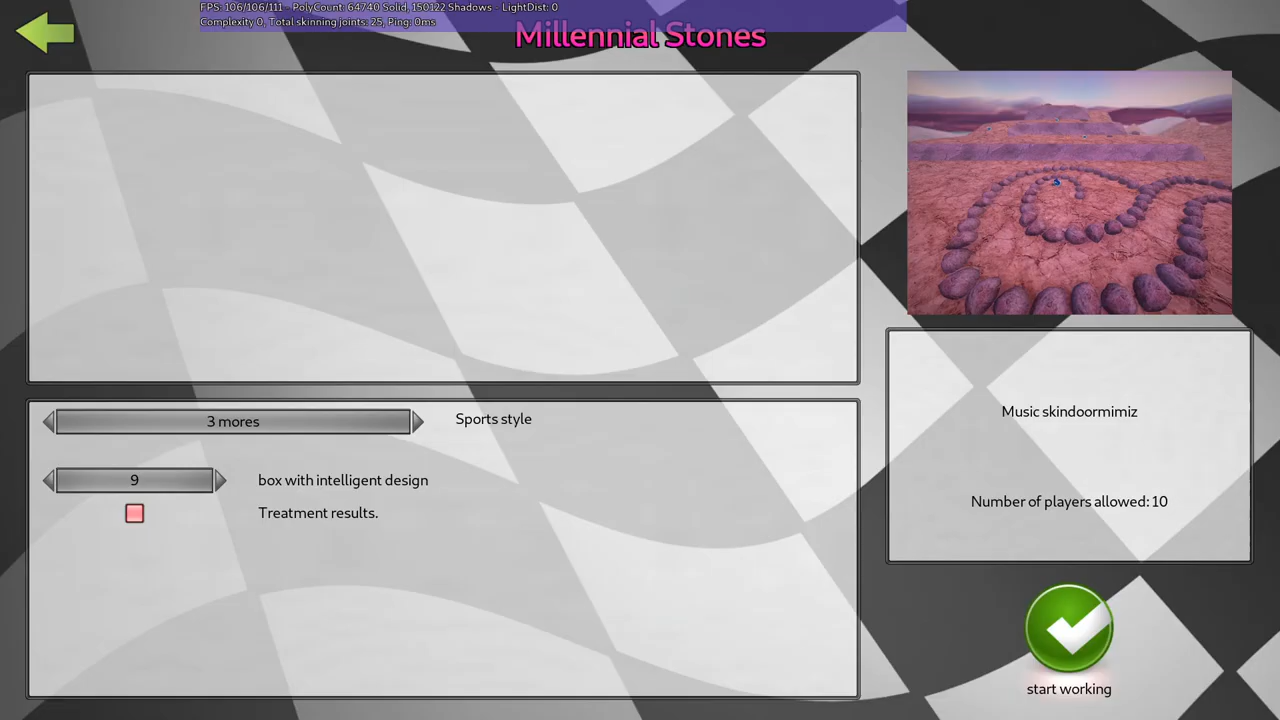 FPS: 106/106/111 - PolyCount: 64740 Solid, 150122 Shadows - LightDist: 0
Complexity 0, Total skinning joints: 25, Ping: 0ms
Millennial Stones
3 mores
Sports style
9
box with intelligent design
Treatment results.
Music skindoormimiz
Number of players allowed: 10
start working